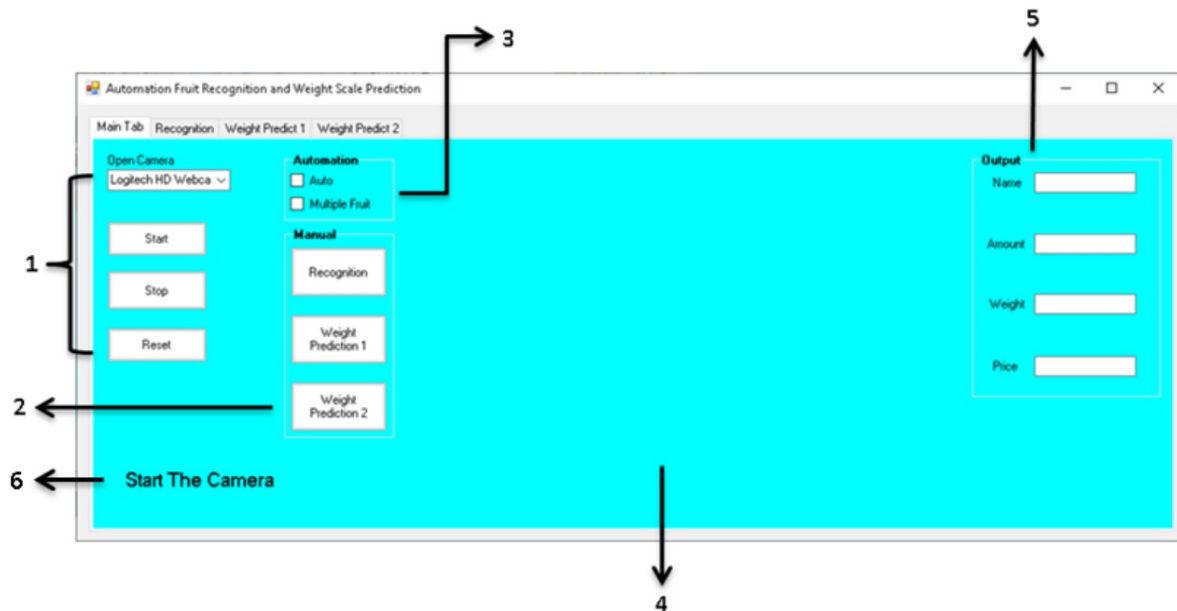 5
3
Automation Fruit Recognition and Weight Scale Prediction
Main Tab Recognition Weight Predict 1 Weight Predict 2
Open Camera
Logitech HD Webca
Start
Stop
Reset
1
Automation
Auto
Multiple Fruit
Manual
Recognition
Weight
Prediction 1
Weight
Prediction 2
2
Output
Name
Amount
Weight
Price
6
Start The Camera
4